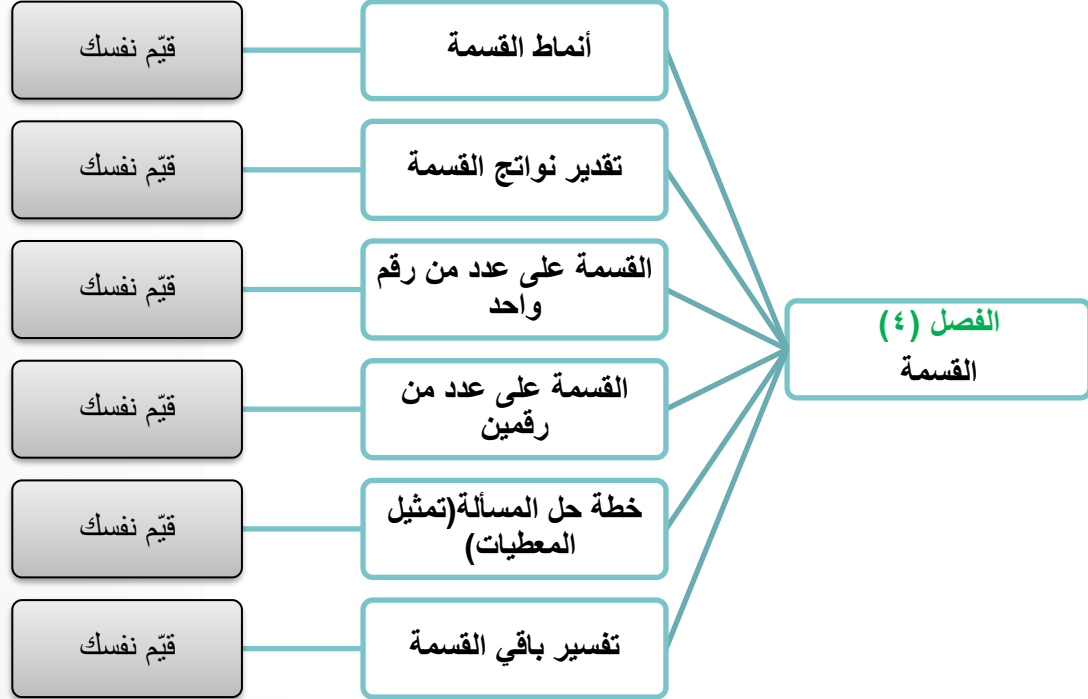 الفصل (٤)
القسمة
أنماط القسمة
قيّم نفسك
تقدير نواتج القسمة
قيّم نفسك
القسمة على عدد من رقم
واحد
قيّم نفسك
القسمة على عدد من
رقمين
قيّم نفسك
خطة حل المسألة(تمثيل
المعطيات)
قيّم نفسك
تفسير باقي القسمة
قيّم نفسك